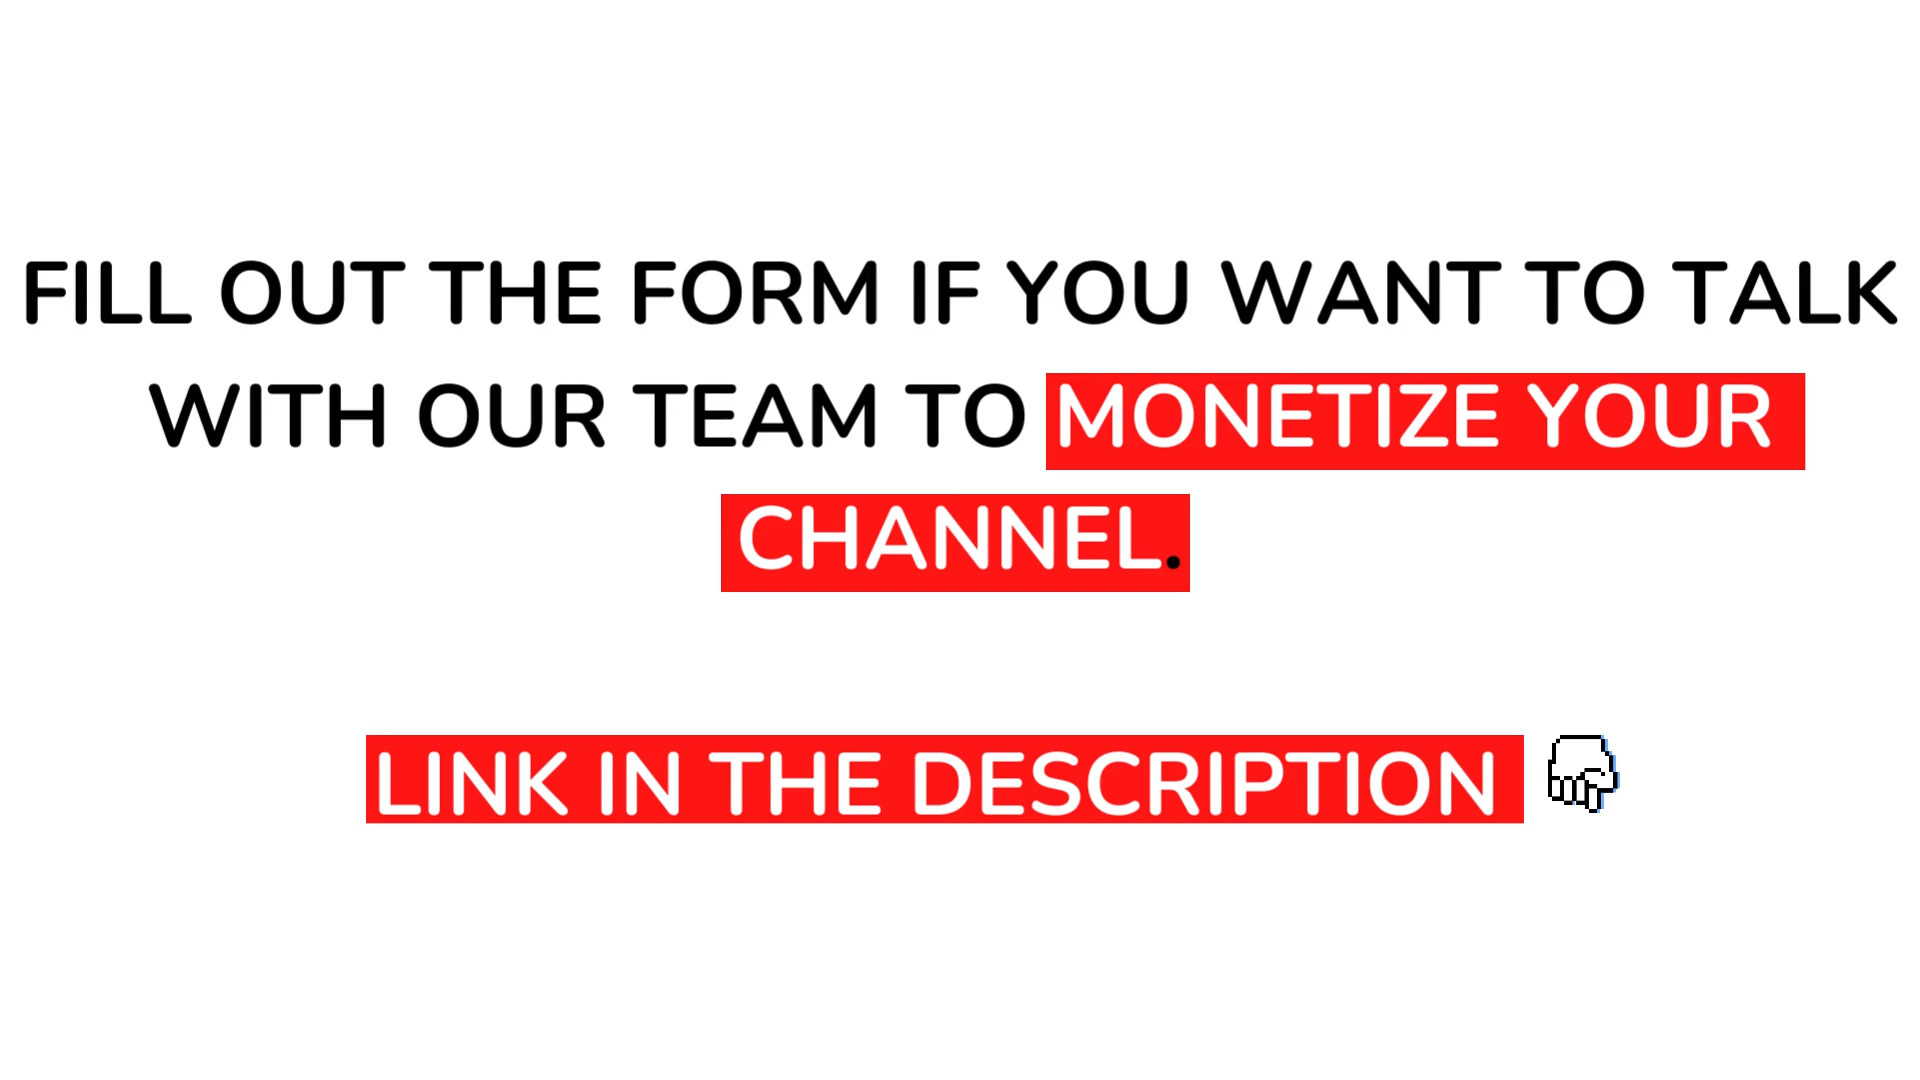 FILL OUT THE FORM IF YOU WANT TO TALK
WITH OUR TEAM TO MONETIZE YOUR
CHANNEL.
LINK IN THE DESCRIPTION